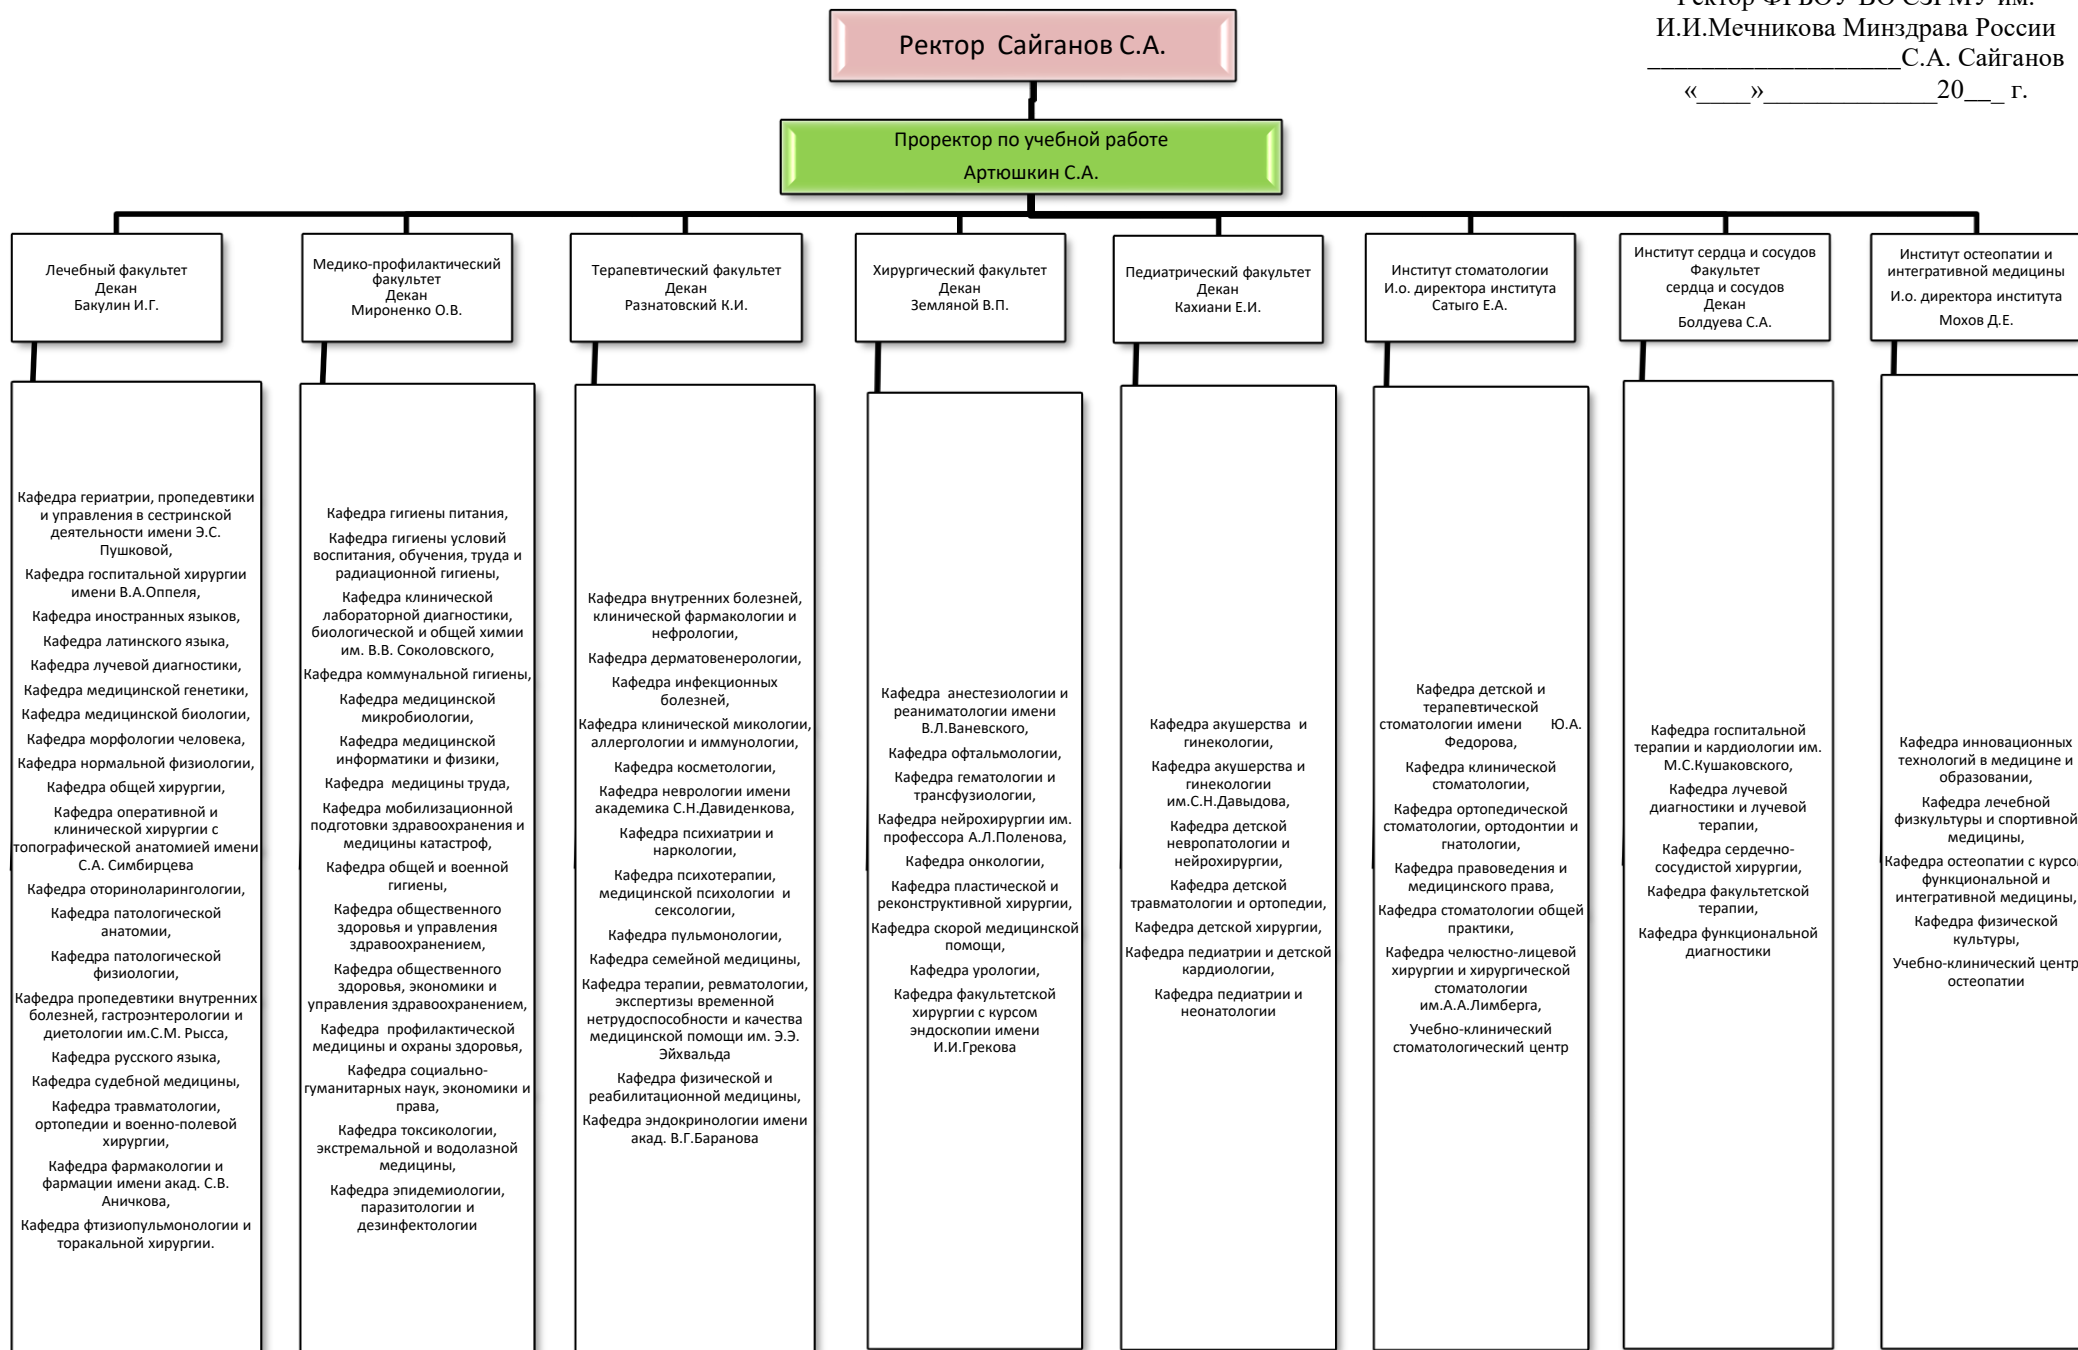 Ректор ФГБОУ ВО СЗГМУ им.
И.И.Мечникова Минздрава России
___________________С.А. Сайганов
«____»_____________20___ г.
Ректор Сайганов С.А.
Проректор по учебной работе
Артюшкин С.А.
Лечебный факультет
Декан
Бакулин И.Г.
Медико-профилактический
факультет
Декан
Мироненко О.В.
Терапевтический факультет
Декан
Разнатовский К.И.
Хирургический факультет
Декан
Земляной В.П.
Педиатрический факультет
Декан
Кахиани Е.И.
Институт стоматологии
И.о. директора института
Сатыго Е.А.
Институт сердца и сосудов
Факультет
сердца и сосудов
Декан
Болдуева С.А.
Институт остеопатии и
интегративной медицины
И.о. директора института
Мохов Д.Е.
Кафедра гериатрии, пропедевтики
и управления в сестринской
деятельности имени Э.С.
Пушковой,
Кафедра госпитальной хирургии
имени В.А.Оппеля,
Кафедра иностранных языков,
Кафедра латинского языка,
Кафедра лучевой диагностики,
Кафедра медицинской генетики,
Кафедра медицинской биологии,
Кафедра морфологии человека,
Кафедра нормальной физиологии,
Кафедра общей хирургии,
Кафедра оперативной и
клинической хирургии с
топографической анатомией имени
С.А. Симбирцева
Кафедра оториноларингологии,
Кафедра патологической
анатомии,
Кафедра патологической
физиологии,
Кафедра пропедевтики внутренних
болезней, гастроэнтерологии и
диетологии им.С.М. Рысса,
Кафедра русского языка,
Кафедра судебной медицины,
Кафедра травматологии,
ортопедии и военно-полевой
хирургии,
Кафедра фармакологии и
фармации имени акад. С.В.
Аничкова,
Кафедра фтизиопульмонологии и
торакальной хирургии.
Кафедра гигиены питания,
Кафедра гигиены условий
воспитания, обучения, труда и
радиационной гигиены,
Кафедра клинической
лабораторной диагностики,
биологической и общей химии
им. В.В. Соколовского,
Кафедра коммунальной гигиены,
Кафедра медицинской
микробиологии,
Кафедра медицинской
информатики и физики,
Кафедра медицины труда,
Кафедра мобилизационной
подготовки здравоохранения и
медицины катастроф,
Кафедра общей и военной
гигиены,
Кафедра общественного
здоровья и управления
здравоохранением,
Кафедра общественного
здоровья, экономики и
управления здравоохранением,
Кафедра профилактической
медицины и охраны здоровья,
Кафедра социально-
гуманитарных наук, экономики и
права,
Кафедра токсикологии,
экстремальной и водолазной
медицины,
Кафедра эпидемиологии,
паразитологии и
дезинфектологии
Кафедра внутренних болезней,
клинической фармакологии и
нефрологии,
Кафедра дерматовенерологии,
Кафедра инфекционных
болезней,
Кафедра клинической микологии,
аллергологии и иммунологии,
Кафедра косметологии,
Кафедра неврологии имени
академика С.Н.Давиденкова,
Кафедра психиатрии и
наркологии,
Кафедра психотерапии,
медицинской психологии и
сексологии,
Кафедра пульмонологии,
Кафедра семейной медицины,
Кафедра терапии, ревматологии,
экспертизы временной
нетрудоспособности и качества
медицинской помощи им. Э.Э.
Эйхвальда
Кафедра физической и
реабилитационной медицины,
Кафедра эндокринологии имени
акад. В.Г.Баранова
Кафедра анестезиологии и
реаниматологии имени
В.Л.Ваневского,
Кафедра офтальмологии,
Кафедра гематологии и
трансфузиологии,
Кафедра нейрохирургии им.
профессора А.Л.Поленова,
Кафедра онкологии,
Кафедра пластической и
реконструктивной хирургии,
Кафедра скорой медицинской
помощи,
Кафедра урологии,
Кафедра факультетской
хирургии с курсом
эндоскопии имени
И.И.Грекова
Кафедра акушерства и
гинекологии,
Кафедра акушерства и
гинекологии
им.С.Н.Давыдова,
Кафедра детской
невропатологии и
нейрохирургии,
Кафедра детской
травматологии и ортопедии,
Кафедра детской хирургии,
Кафедра педиатрии и детской
кардиологии,
Кафедра педиатрии и
неонатологии
Кафедра детской и
терапевтической
стоматологии имени Ю.А.
Федорова,
Кафедра клинической
стоматологии,
Кафедра ортопедической
стоматологии, ортодонтии и
гнатологии,
Кафедра правоведения и
медицинского права,
Кафедра стоматологии общей
практики,
Кафедра челюстно-лицевой
хирургии и хирургической
стоматологии
им.А.А.Лимберга,
Учебно-клинический
стоматологический центр
Кафедра госпитальной
терапии и кардиологии им.
М.С.Кушаковского,
Кафедра лучевой
диагностики и лучевой
терапии,
Кафедра сердечно-
сосудистой хирургии,
Кафедра факультетской
терапии,
Кафедра функциональной
диагностики
Кафедра инновационных
технологий в медицине и
образовании,
Кафедра лечебной
физкультуры и спортивной
медицины,
Кафедра остеопатии с курсом
функциональной и
интегративной медицины,
Кафедра физической
культуры,
Учебно-клинический центр
остеопатии